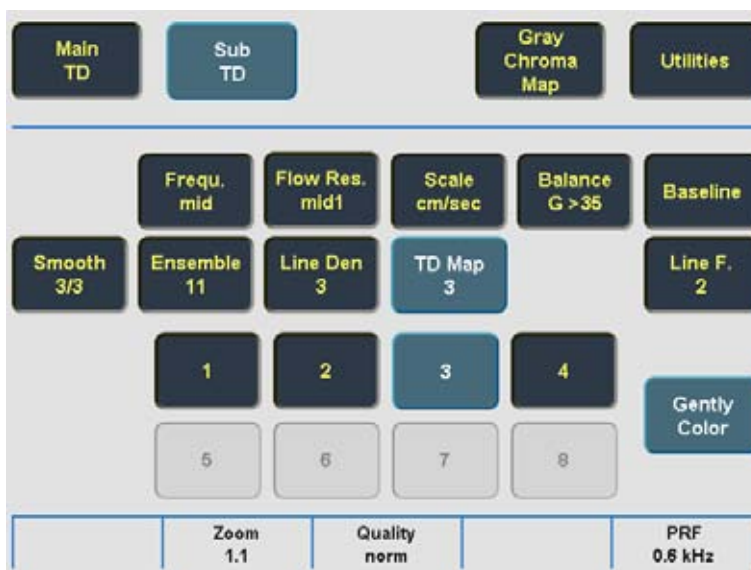 Main
TD
Sub
TD
Gray
Chroma
Map
Utilities
Frequ.
mid
Flow Res.
mid1
Scale
cm/sec
Balance
G >35
Baseline
Smooth
3/3
Ensemble
11
Line Den
3
TD Map
3
Line F.
2
1
2
3
4
Gently
Color
5
6
7
8
Zoom
1.1
Quality
norm
PRF
0.6 kHz